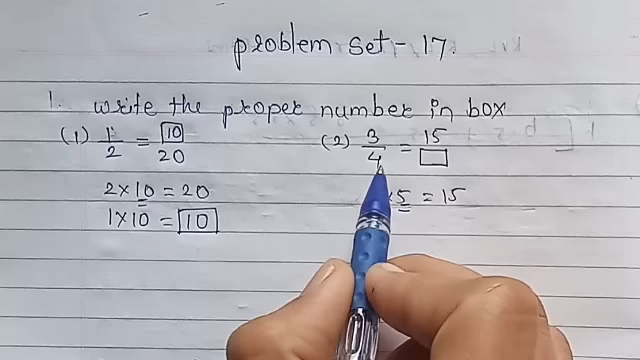 problem set - 17.
1. write the proper number in box
(1) 1/2 = 10/20 (2) 3/4 = 15/□
2 × 10 = 20 × 5 = 15
1 × 10 = 10